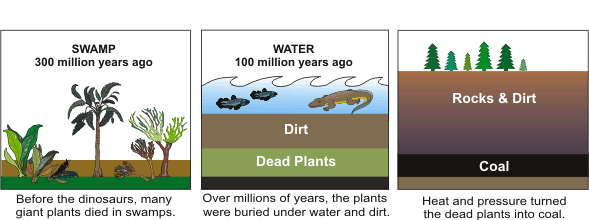 SWAMP
300 million years ago
Before the dinosaurs, many
giant plants died in swamps.
WATER
100 million years ago
Dirt
Dead Plants
Over millions of years, the plants
were buried under water and dirt.
Rocks & Dirt
Coal
Heat and pressure turned
the dead plants into coal.